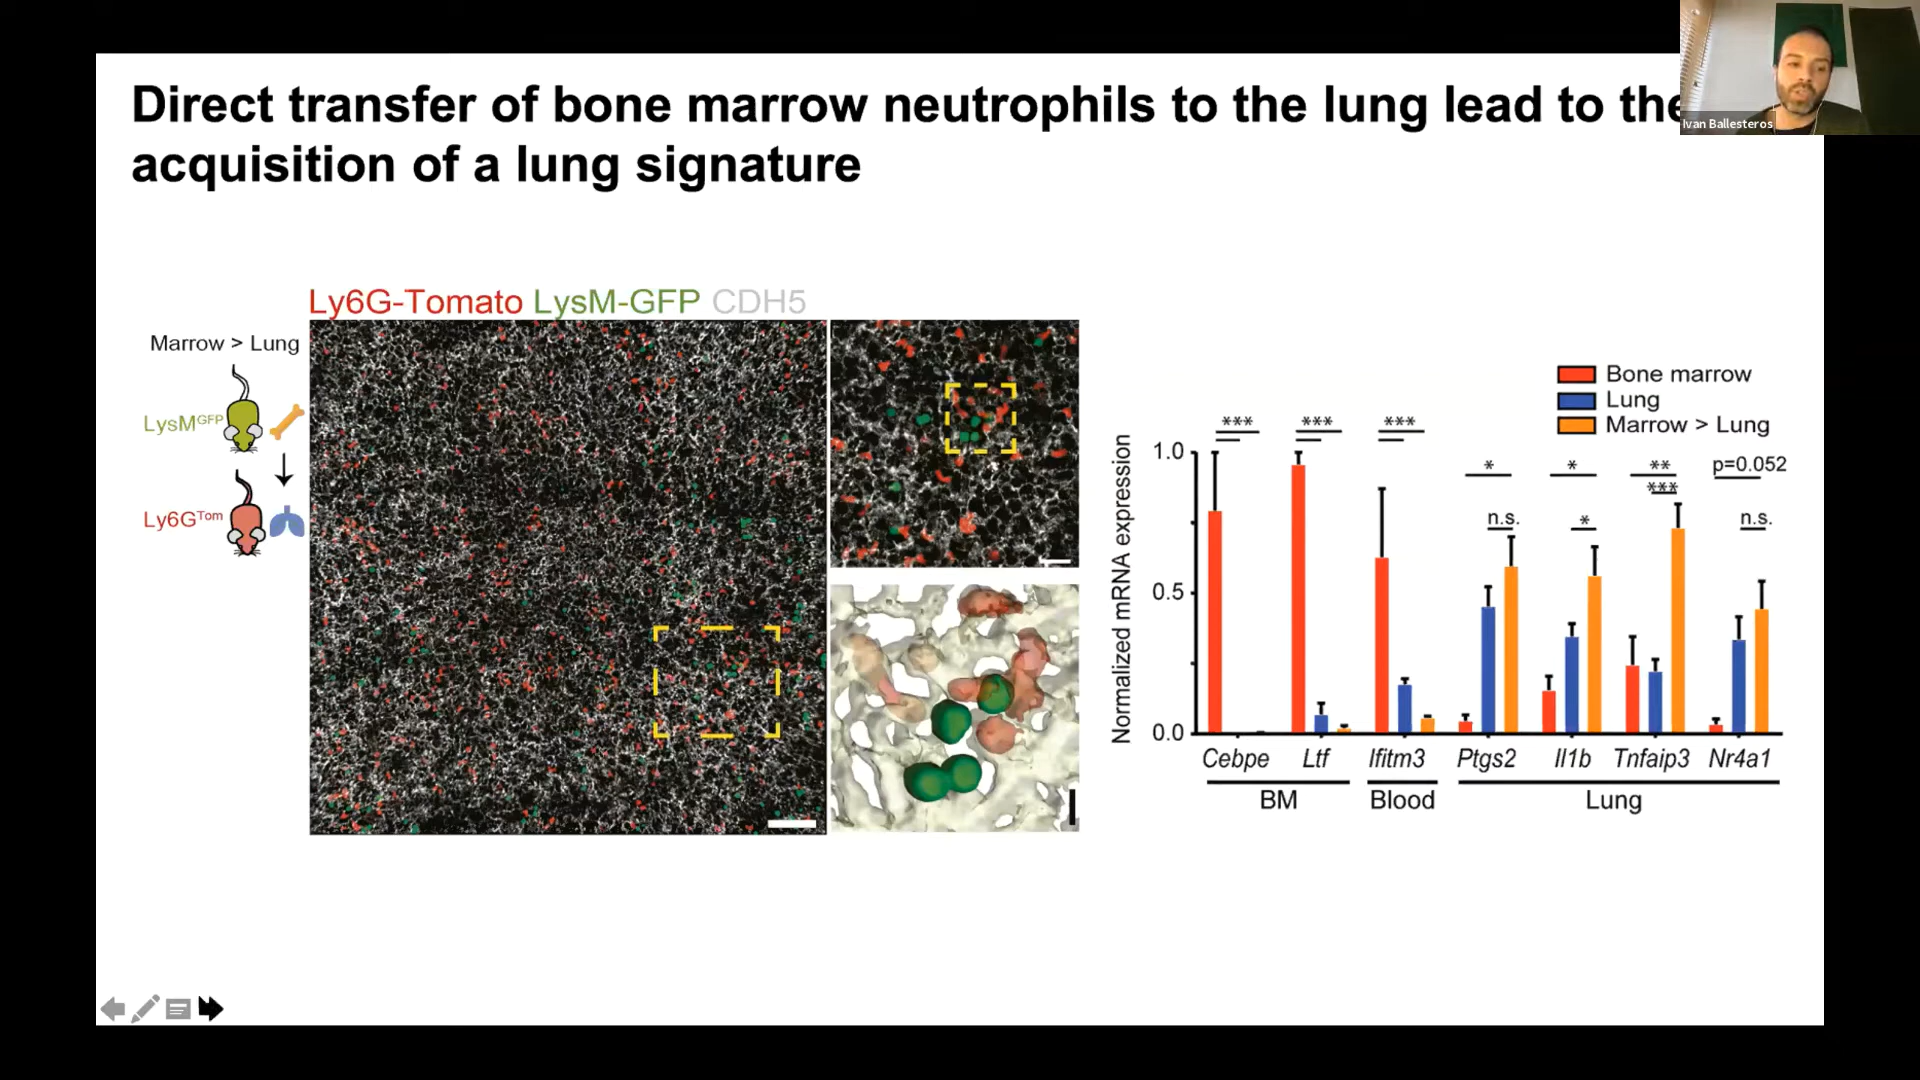 Direct transfer of bone marrow neutrophils to the lung lead to the
acquisition of a lung signature
Ivan Ballesteros
Ly6G-Tomato LysM-GFP CDH5
Marrow > Lung
LysMGFP
Ly6GTom
Bone marrow
Lung
Marrow > Lung
Normalized mRNA expression
1.0
0.5
0.0
***
***
***
*
n.s.
*
*
**
***
p=0.052
n.s.
Cebpe Ltf Ifitm3 Ptgs2 Il1b Tnfaip3 Nr4a1
BM Blood Lung